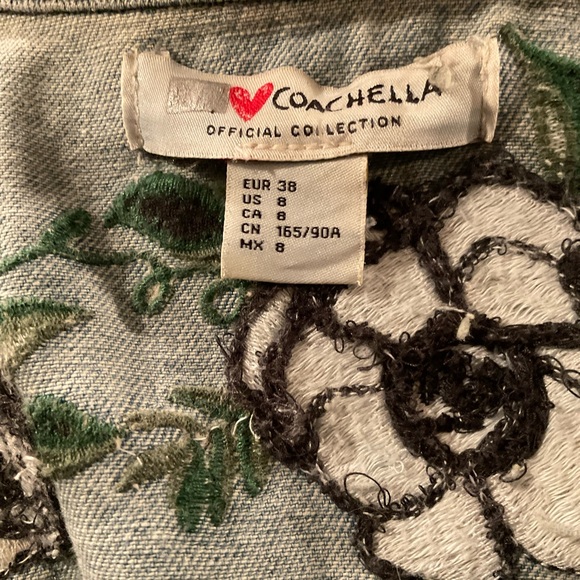 COACHELLA
OFFICIAL COLLECTION
EUR 38
US 8
CA 8
CN 165/90A
MX 8